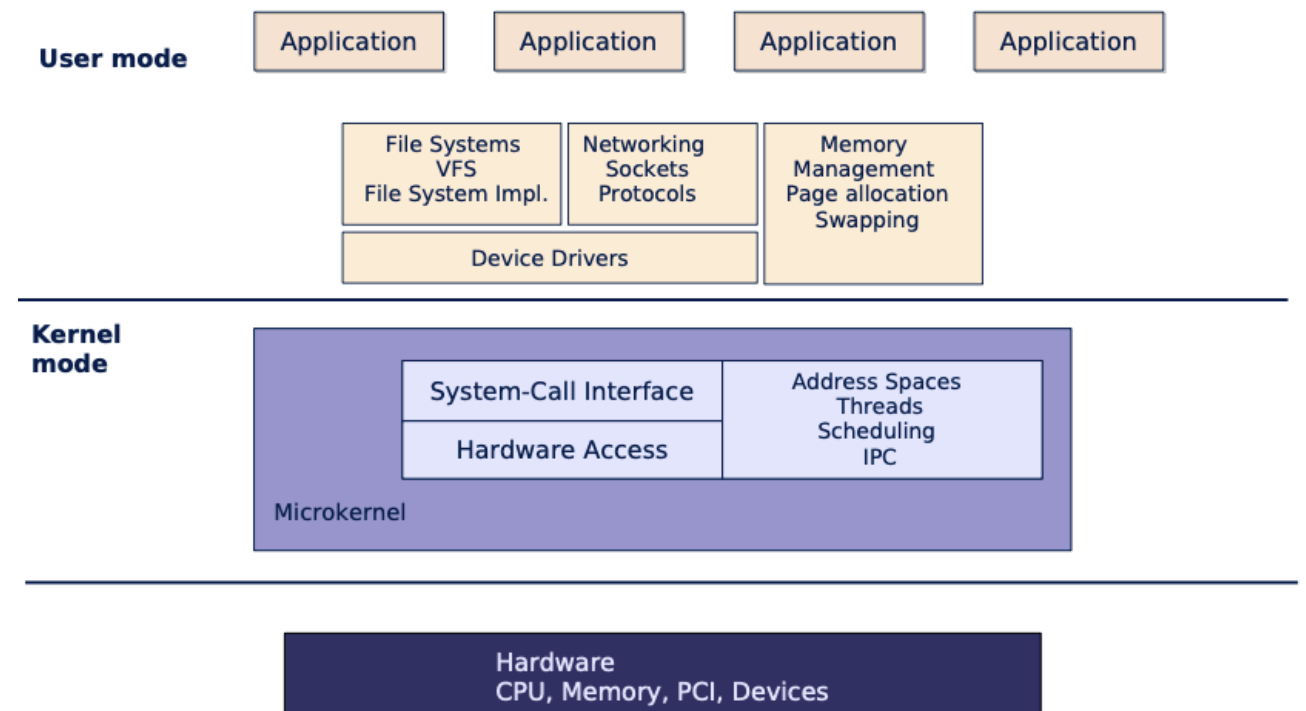 User mode
Application
Application
Application
Application
File Systems
VFS
File System Impl.
Networking
Sockets
Protocols
Memory
Management
Page allocation
Swapping
Device Drivers
Kernel
mode
System-Call Interface
Hardware Access
Address Spaces
Threads
Scheduling
IPC
Microkernel
Hardware
CPU, Memory, PCI, Devices